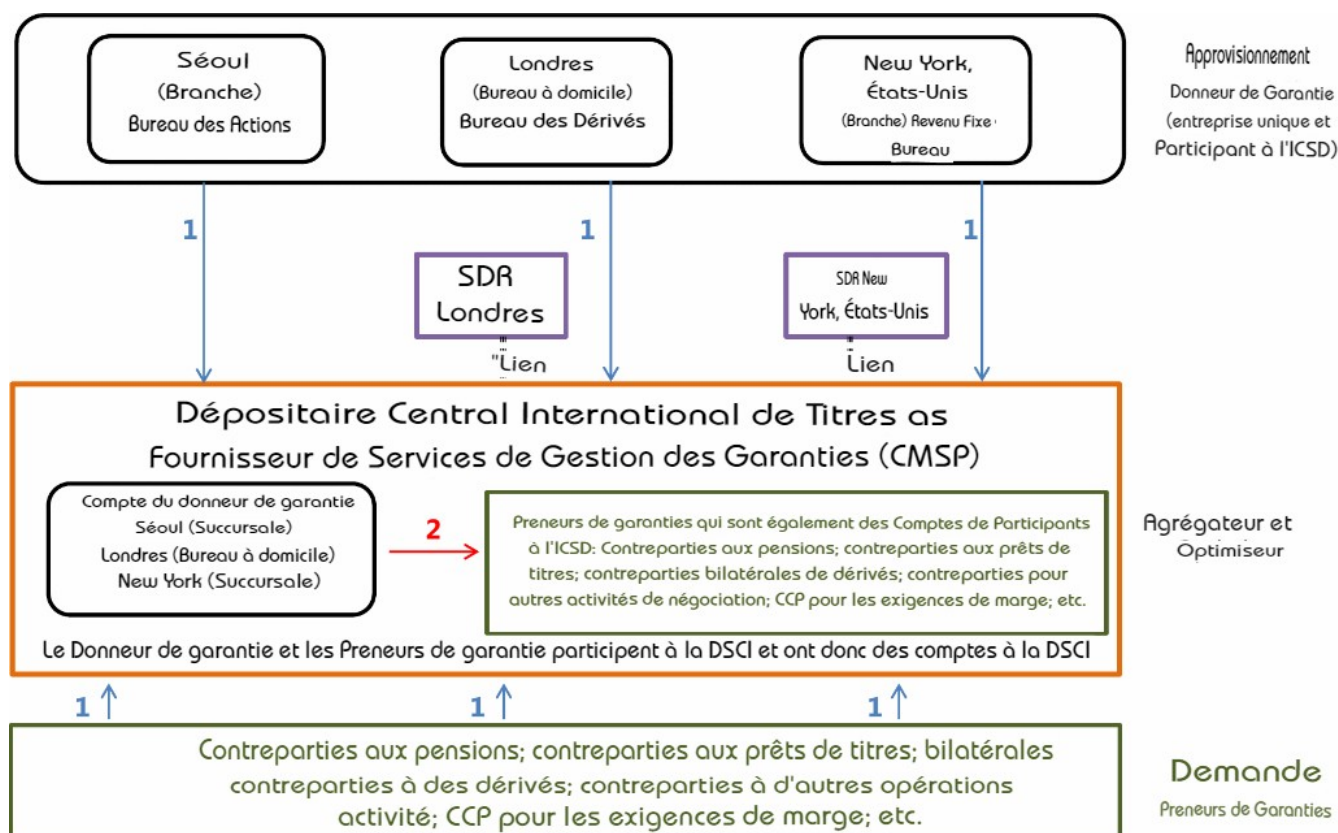 Séoul
(Branche)
Bureau des Actions
Londres
(Bureau à domicile)
Bureau des Dérivés
New York,
États-Unis
(Branche) Revenu Fixe
Bureau
Approvisionnement
Donneur de Garantie
(entreprise unique et
Participant à l'ICSD)
1
1
1
SDR
Londres
"Lien
SDR New
York, États-Unis
Lien
Dépositaire Central International de Titres as
Fournisseur de Services de Gestion des Garanties (CMSP)
Compte du donneur de garantie
Séoul (Succursale)
Londres (Bureau à domicile)
New York (Succursale)
2
Preneurs de garanties qui sont également des Comptes de Participants
à l'ICSD: Contreparties aux pensions; contreparties aux prêts de
titres; contreparties bilatérales de dérivés; contreparties pour
autres activités de négociation; CCP pour les exigences de marge; etc.
Le Donneur de garantie et les Preneurs de garantie participent à la DSCI et ont donc des comptes à la DSCI
Agrégateur et
Optimiseur
1
1
1
Contreparties aux pensions; contreparties aux prêts de titres; bilatérales
contreparties à des dérivés; contreparties à d'autres opérations
activité; CCP pour les exigences de marge; etc.
Demande
Preneurs de Garanties